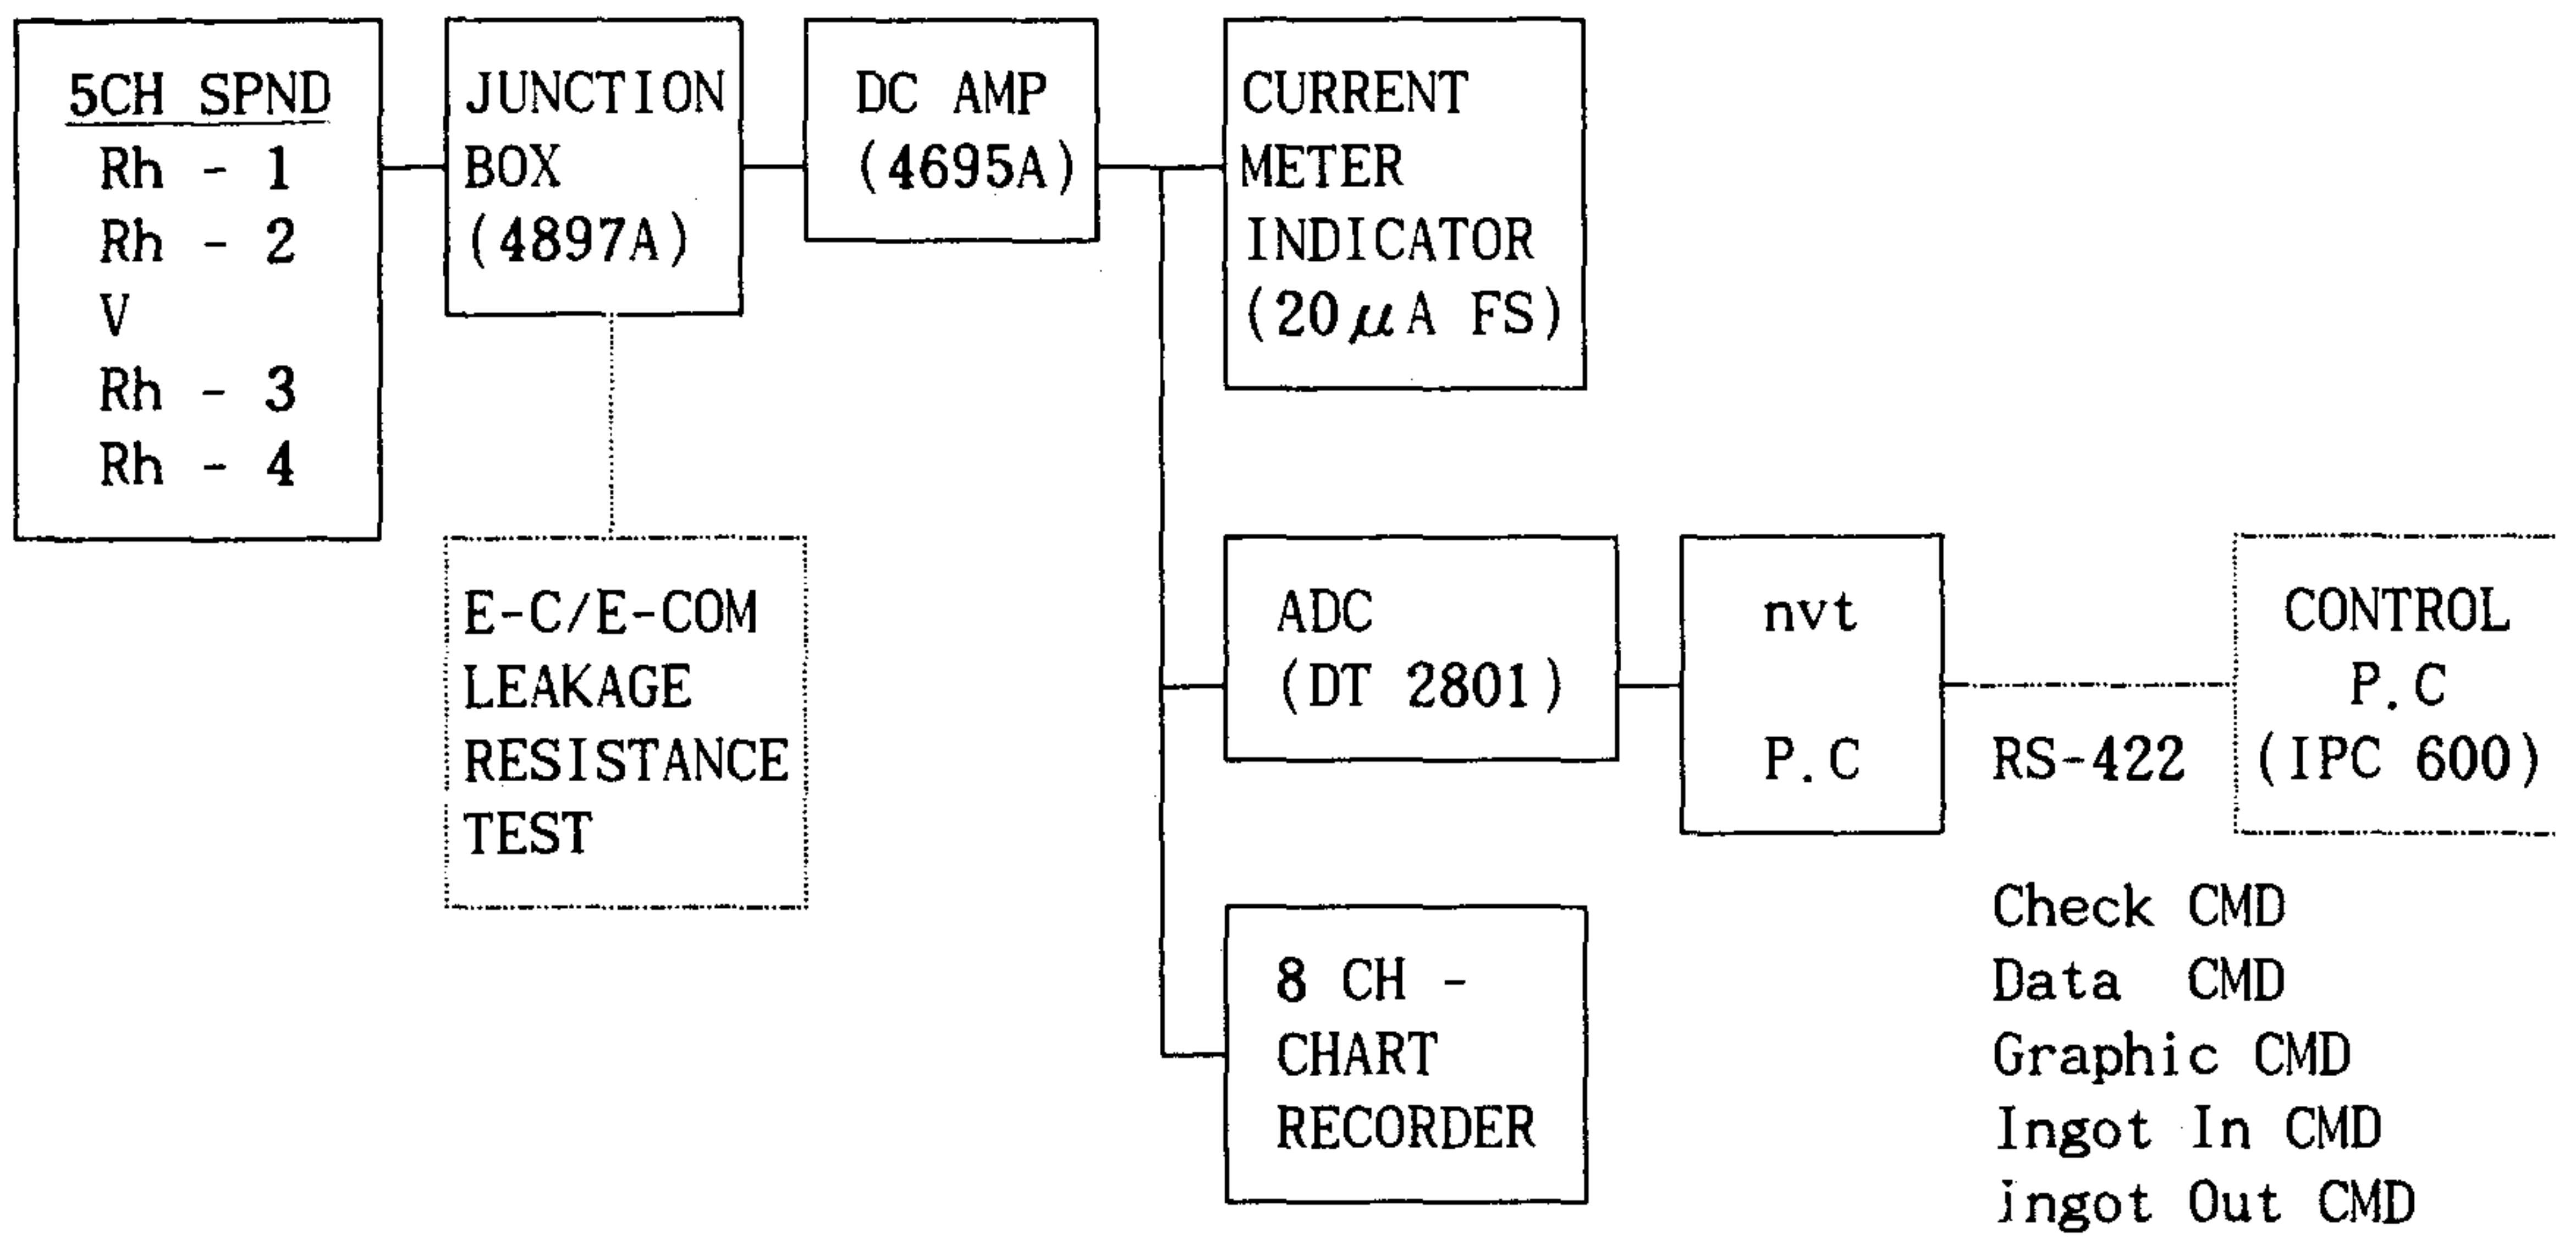 5CH SPND
Rh - 1
Rh - 2
V
Rh - 3
Rh - 4
JUNCTION
BOX
(4897A)
DC AMP
(4695A)
CURRENT
METER
INDICATOR
(20μA FS)
E-C/E-COM
LEAKAGE
RESISTANCE
TEST
ADC
(DT 2801)
nvt
P.C
RS-422
CONTROL
P.C
(IPC 600)
8 CH -
CHART
RECORDER
Check CMD
Data CMD
Graphic CMD
Ingot In CMD
ingot Out CMD